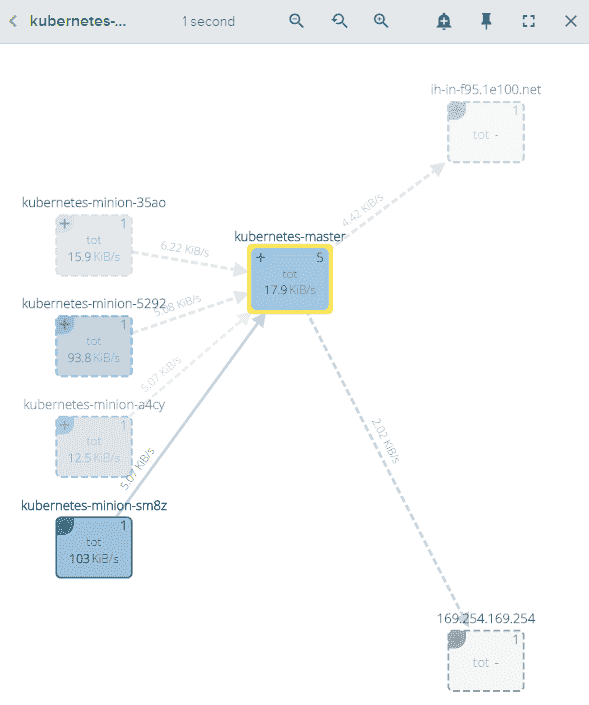 kubernetes-...
1 second
ih-in-f95.1e100.net
1
tot -
4.42 KiB/s
kubernetes-minion-35ao
1
tot
15.9 KiB/s
6.22 KiB/s
kubernetes-master
5
tot
17.9 KiB/s
kubernetes-minion-5292
1
tot
93.8 KiB/s
5.68 KiB/s
kubernetes-minion-a4cy
1
tot
12.5 KiB/s
5.07 KiB/s
kubernetes-minion-sm8z
1
tot
103 KiB/s
5.07 KiB/s
2.02 KiB/s
169.254.169.254
1
tot -